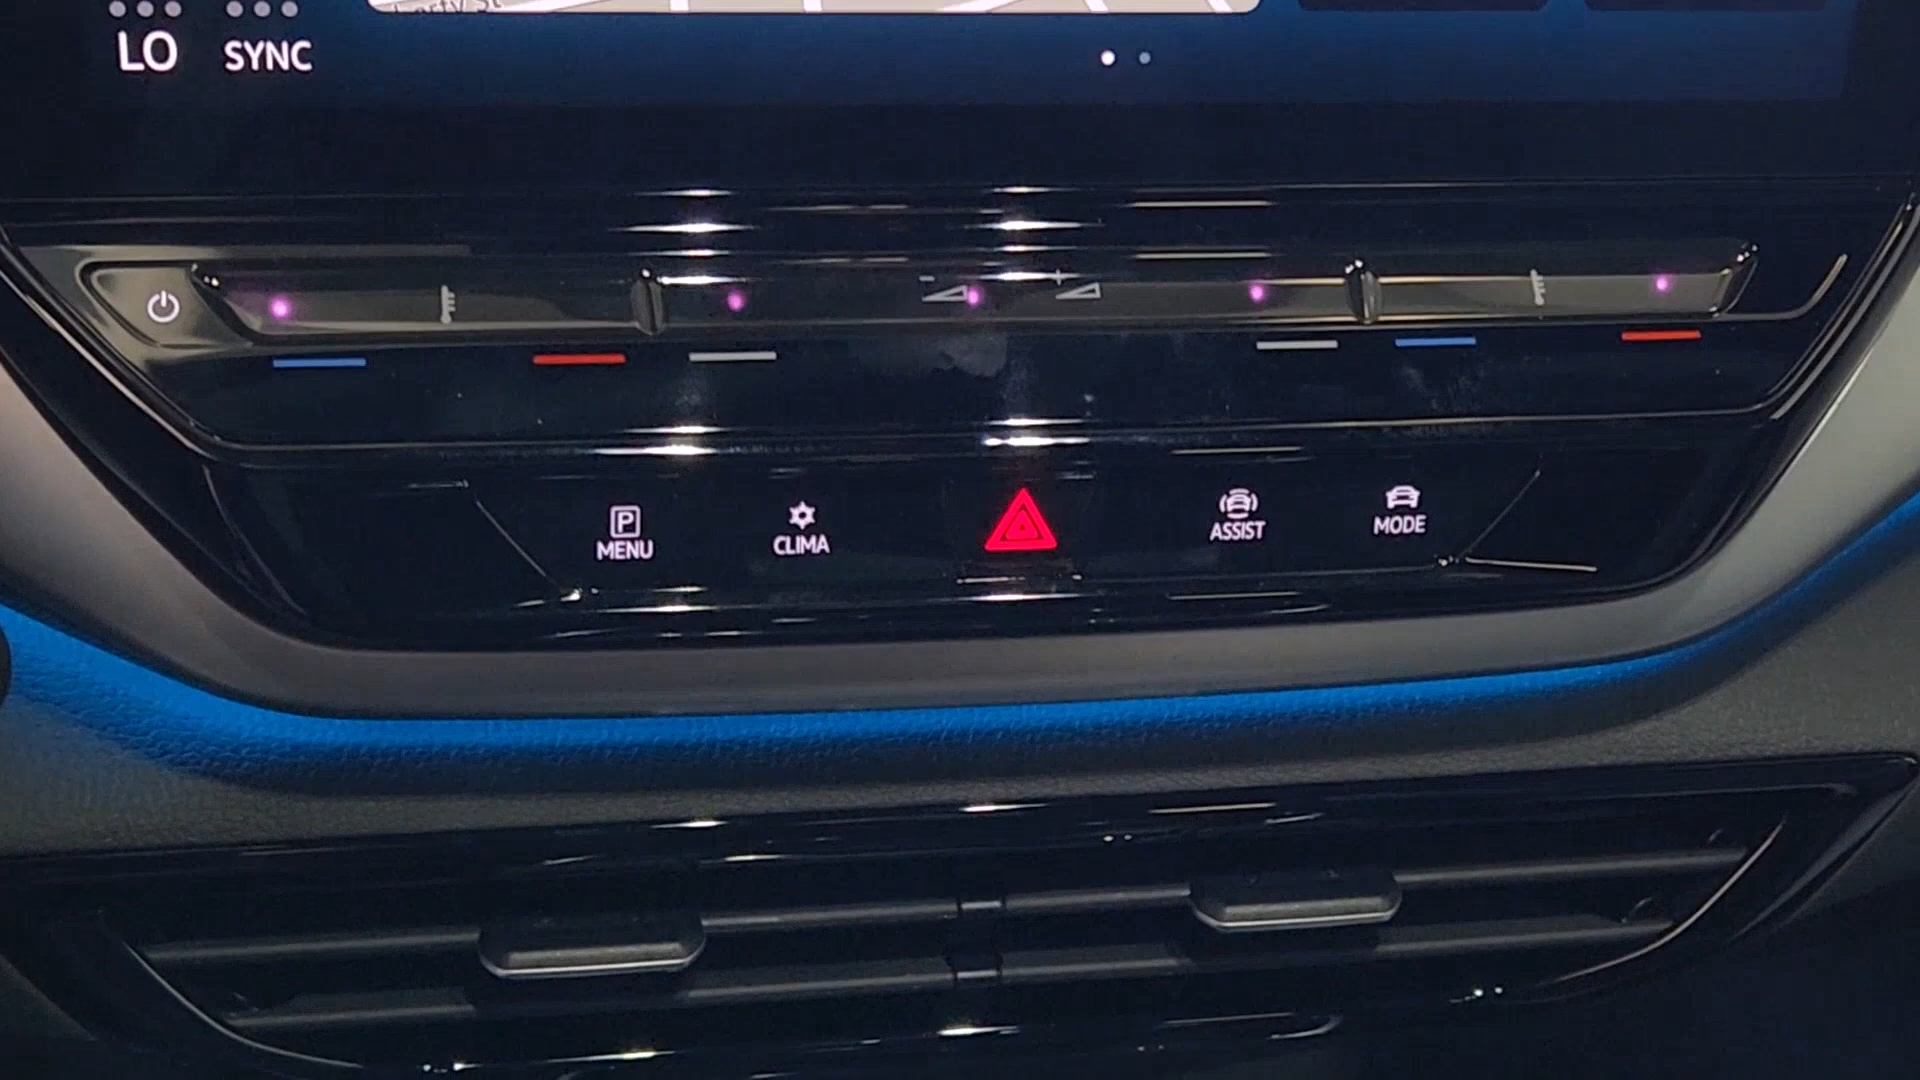 LO SYNC
- +
P
MENU
CLIMA
ASSIST
MODE